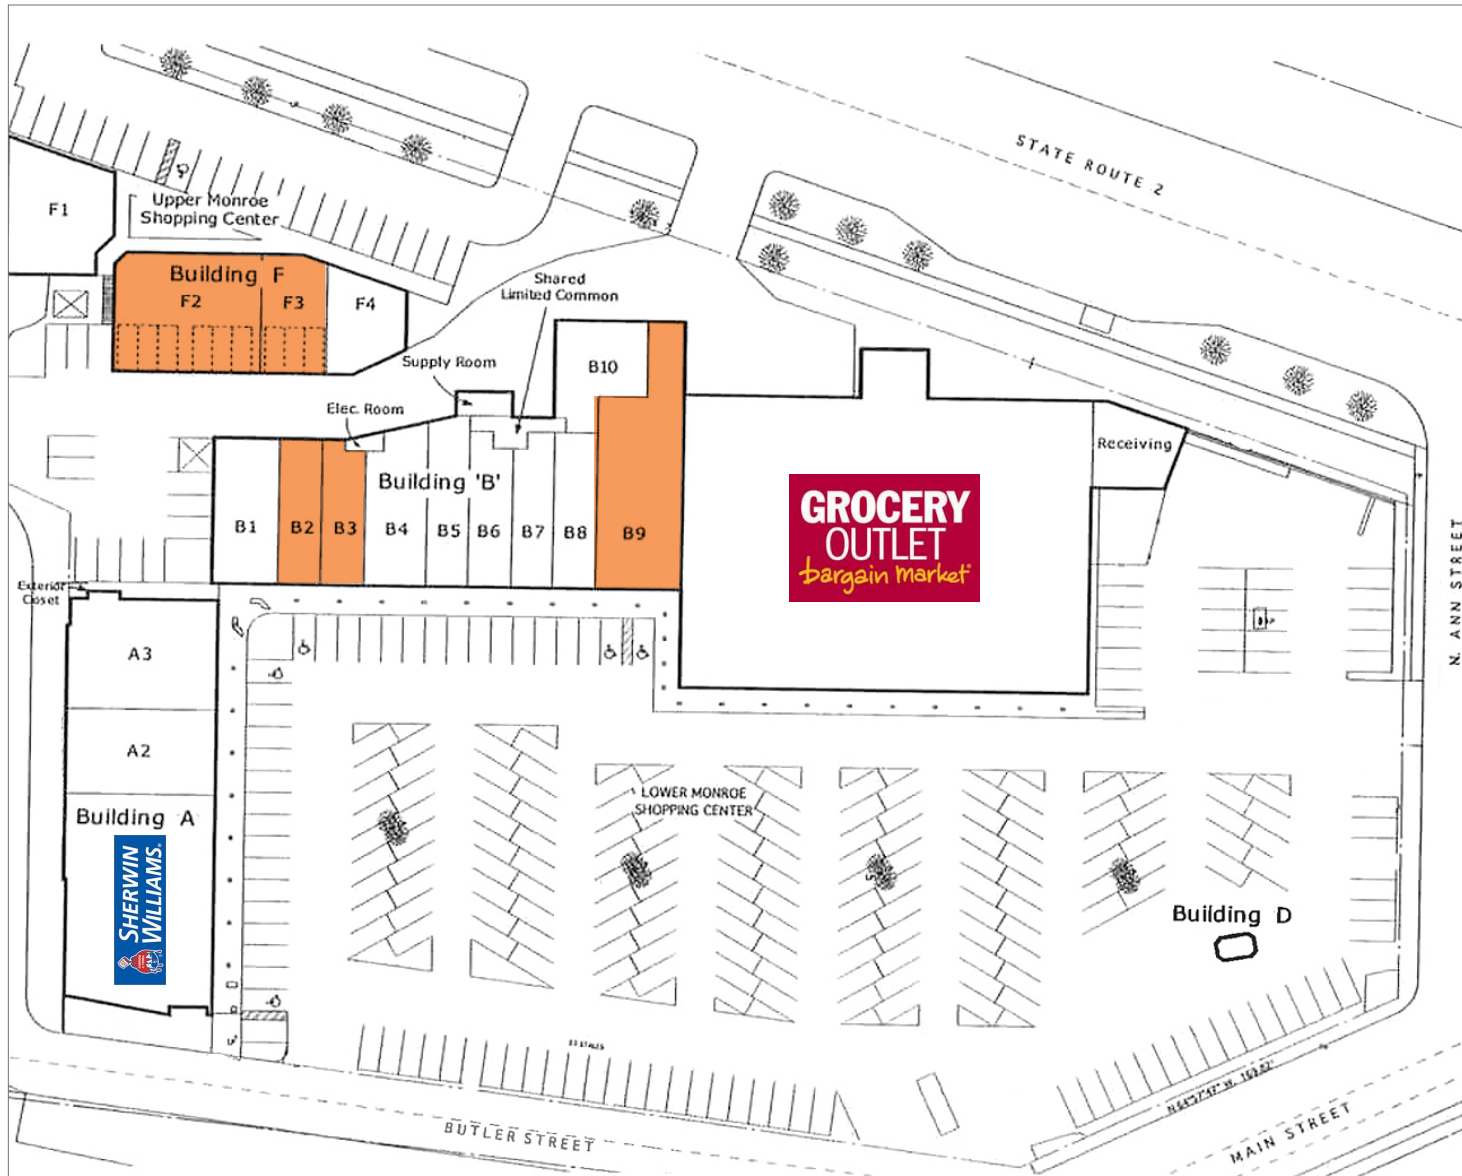 STATE ROUTE 2
F1
Upper Monroe
Shopping Center
Building F
F2
F3
F4
Shared
Limited Common
Supply Room
B10
Elec. Room
Receiving
Building 'B'
B1
B2
B3
B4
B5
B6
B7
B8
B9
GROCERY
OUTLET
bargain market
N. ANN STREET
Exterior
Closet
A3
A2
Building A
SHERWIN
WILLIAMS®
LOWER MONROE
SHOPPING CENTER
Building D
BUTLER STREET
MAIN STREET